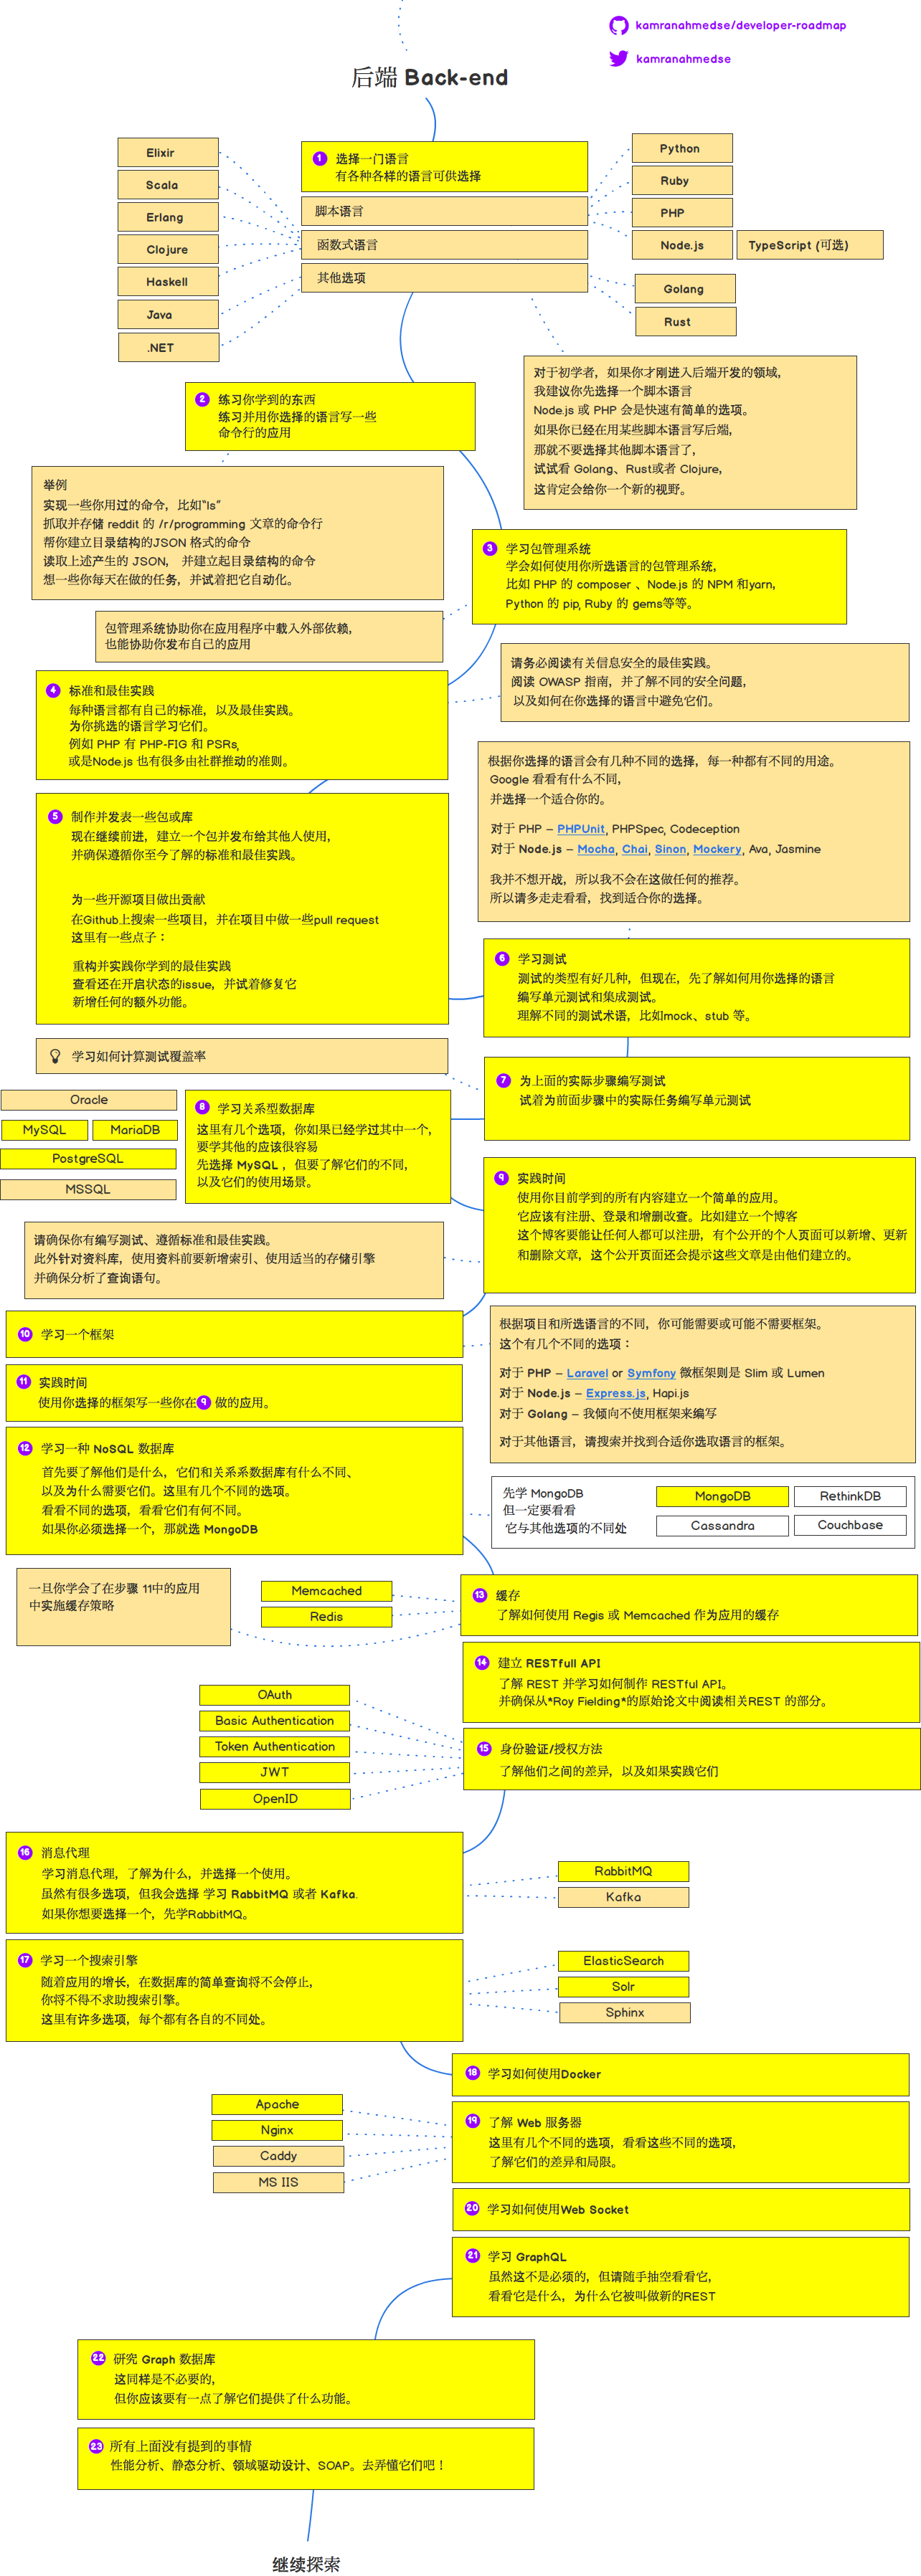 kamranahmedse/developer-roadmap
kamranahmedse
后端 Back-end
1 选择一门语言
有各种各样的语言可供选择
脚本语言
函数式语言
其他选项
Elixir
Scala
Erlang
Clojure
Haskell
Java
.NET
Python
Ruby
PHP
Node.js
TypeScript (可选)
Golang
Rust
对于初学者，如果你才刚进入后端开发的领域，
我建议你先选择一个脚本语言
Node.js 或 PHP 会是快速有简单的选项。
如果你已经在用某些脚本语言写后端，
那就不要选择其他脚本语言了，
试试看 Golang、Rust或者 Clojure，
这肯定会给你一个新的视野。
2 练习你学到的东西
练习并用你选择的语言写一些
命令行的应用
举例
实现一些你用过的命令，比如“ls”
抓取并存储 reddit 的 /r/programming 文章的命令行
帮你建立目录结构的JSON 格式的命令
读取上述产生的 JSON， 并建立起目录结构的命令
想一些你每天在做的任务，并试着把它自动化。
3 学习包管理系统
学会如何使用你所选语言的包管理系统，
比如 PHP 的 composer 、Node.js 的 NPM 和yarn，
Python 的 pip, Ruby 的 gems等等。
包管理系统协助你在应用程序中载入外部依赖，
也能协助你发布自己的应用
请务必阅读有关信息安全的最佳实践。
阅读 OWASP 指南，并了解不同的安全问题，
以及如何在你选择的语言中避免它们。
4 标准和最佳实践
每种语言都有自己的标准，以及最佳实践。
为你挑选的语言学习它们。
例如 PHP 有 PHP-FIG 和 PSRs,
或是Node.js 也有很多由社群推动的准则。
根据你选择的语言会有几种不同的选择，每一种都有不同的用途。
Google 看看有什么不同，
并选择一个适合你的。
对于 PHP – PHPUnit, PHPSpec, Codeception
对于 Node.js – Mocha, Chai, Sinon, Mockery, Ava, Jasmine
我并不想开战，所以我不会在这做任何的推荐。
所以请多走走看看，找到适合你的选择。
5 制作并发表一些包或库
现在继续前进，建立一个包并发布给其他人使用，
并确保遵循你至今了解的标准和最佳实践。
为一些开源项目做出贡献
在Github上搜索一些项目，并在项目中做一些pull request
这里有一些点子：
重构并实践你学到的最佳实践
查看还在开启状态的issue，并试着修复它
新增任何的额外功能。
6 学习测试
测试的类型有好几种，但现在，先了解如何用你选择的语言
编写单元测试和集成测试。
理解不同的测试术语，比如mock、stub 等。
学习如何计算测试覆盖率
7 为上面的实际步骤编写测试
试着为前面步骤中的实际任务编写单元测试
Oracle
MySQL
MariaDB
PostgreSQL
MSSQL
8 学习关系型数据库
这里有几个选项，你如果已经学过其中一个，
要学其他的应该很容易
先选择 MySQL ，但要了解它们的不同，
以及它们的使用场景。
9 实践时间
使用你目前学到的所有内容建立一个简单的应用。
它应该有注册、登录和增删改查。比如建立一个博客
这个博客要能让任何人都可以注册，有个公开的个人页面可以新增、更新
和删除文章，这个公开页面还会提示这些文章是由他们建立的。
请确保你有编写测试、遵循标准和最佳实践。
此外针对资料库，使用资料前要新增索引、使用适当的存储引擎
并确保分析了查询语句。
10 学习一个框架
根据项目和所选语言的不同，你可能需要或可能不需要框架。
这个有几个不同的选项：
对于 PHP – Laravel or Symfony 微框架则是 Slim 或 Lumen
对于 Node.js – Express.js, Hapi.js
对于 Golang – 我倾向不使用框架来编写
对于其他语言，请搜索并找到合适你选取语言的框架。
11 实践时间
使用你选择的框架写一些你在 9 做的应用。
12 学习一种 NoSQL 数据库
首先要了解他们是什么，它们和关系系数据库有什么不同、
以及为什么需要它们。这里有几个不同的选项。
看看不同的选项，看看它们有何不同。
如果你必须选择一个，那就选 MongoDB
先学 MongoDB
但一定要看看
它与其他选项的不同处
MongoDB
RethinkDB
Cassandra
Couchbase
一旦你学会了在步骤 11中的应用
中实施缓存策略
Memcached
Redis
13 缓存
了解如何使用 Regis 或 Memcached 作为应用的缓存
14 建立 RESTfull API
了解 REST 并学习如何制作 RESTful API。
并确保从*Roy Fielding*的原始论文中阅读相关REST 的部分。
OAuth
Basic Authentication
Token Authentication
JWT
OpenID
15 身份验证/授权方法
了解他们之间的差异，以及如果实践它们
16 消息代理
学习消息代理，了解为什么，并选择一个使用。
虽然有很多选项，但我会选择 学习 RabbitMQ 或者 Kafka.
如果你想要选择一个，先学RabbitMQ。
RabbitMQ
Kafka
17 学习一个搜索引擎
随着应用的增长，在数据库的简单查询将不会停止，
你将不得不求助搜索引擎。
这里有许多选项，每个都有各自的不同处。
ElasticSearch
Solr
Sphinx
18 学习如何使用Docker
Apache
Nginx
Caddy
MS IIS
19 了解 Web 服务器
这里有几个不同的选项，看看这些不同的选项，
了解它们的差异和局限。
20 学习如何使用Web Socket
21 学习 GraphQL
虽然这不是必须的，但请随手抽空看看它，
看看它是什么，为什么它被叫做新的REST
22 研究 Graph 数据库
这同样是不必要的，
但你应该要有一点了解它们提供了什么功能。
23 所有上面没有提到的事情
性能分析、静态分析、领域驱动设计、SOAP。去弄懂它们吧！
继续探索